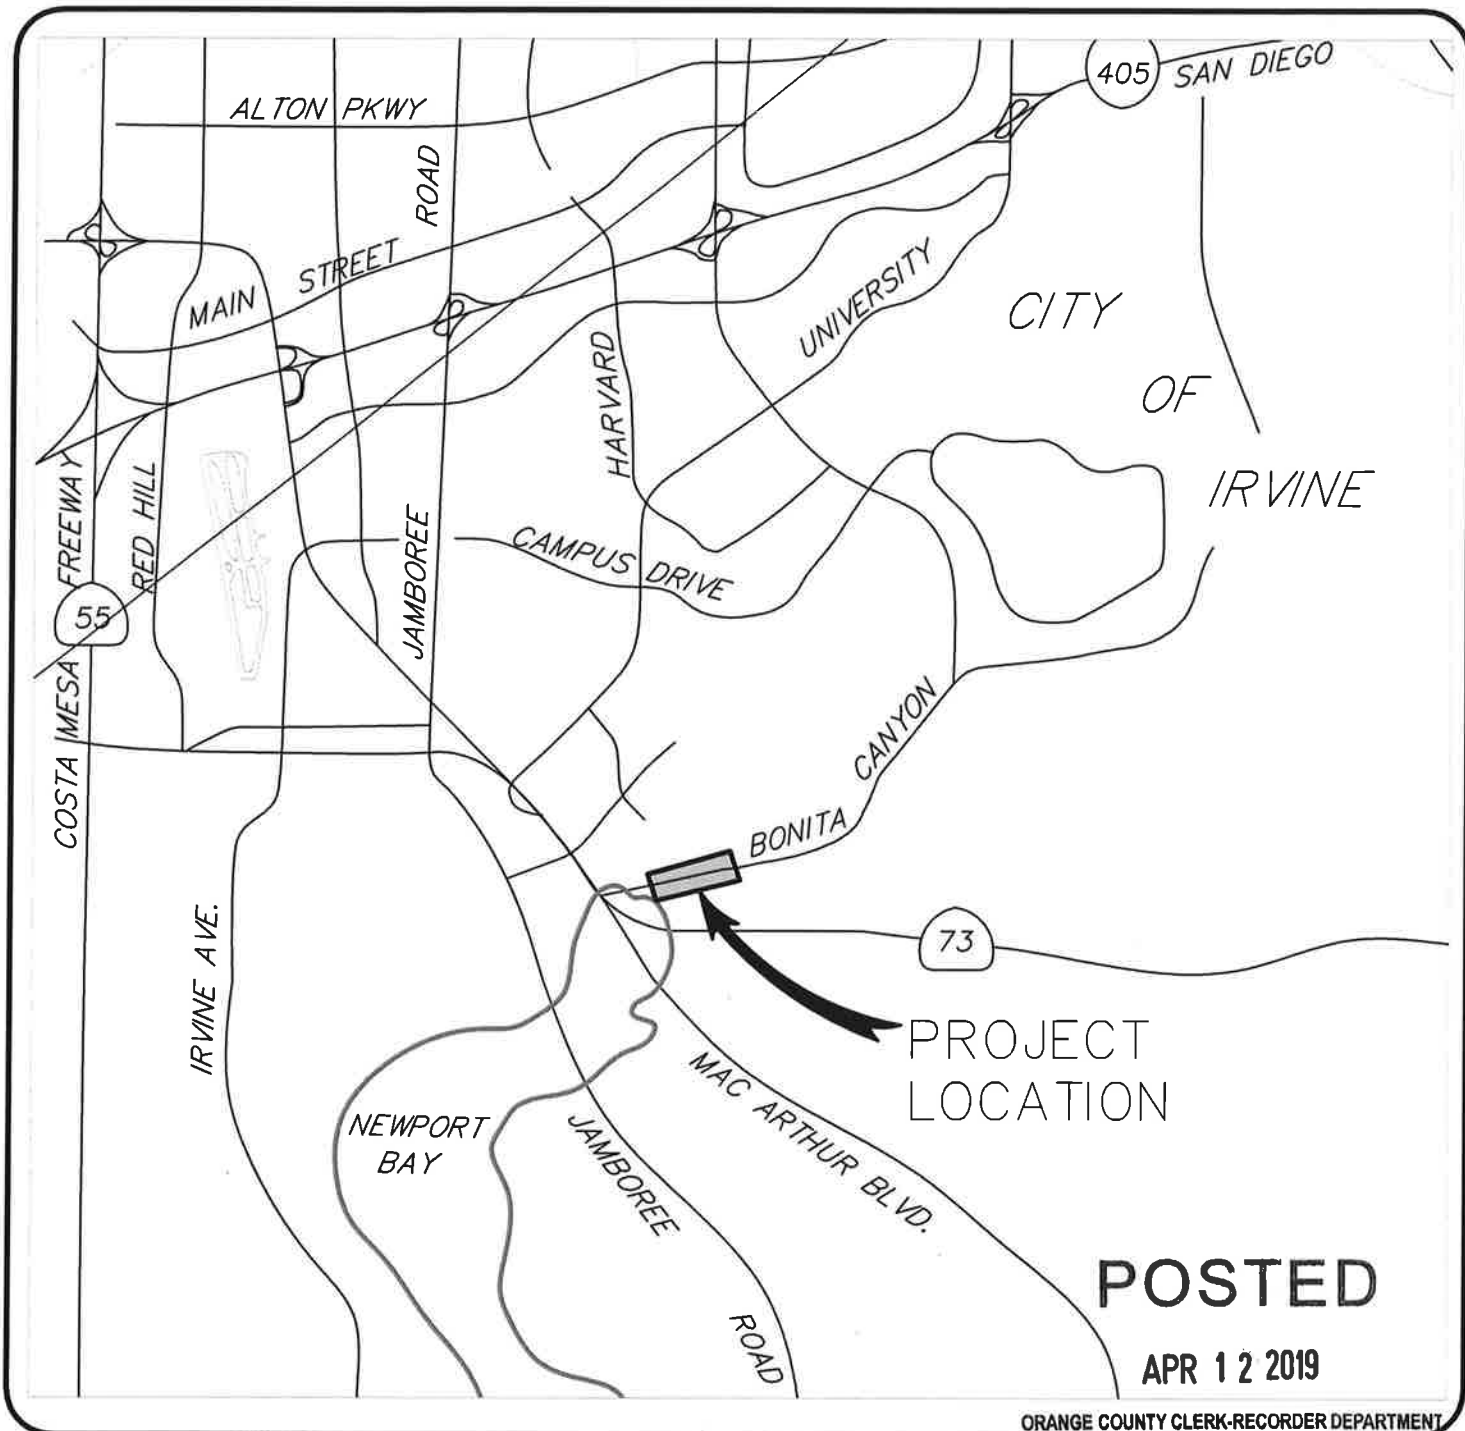 405
SAN DIEGO
ALTON PKWY
ROAD
MAIN STREET
UNIVERSITY
CITY
OF
IRVINE
HARVARD
COSTA MESA FREEWAY
55
RED HILL
JAMBOREE
CAMPUS DRIVE
BONITA CANYON
73
IRVINE AVE.
PROJECT
LOCATION
MAC ARTHUR BLVD.
NEWPORT
BAY
JAMBOREE
ROAD
POSTED
APR 12 2019
ORANGE COUNTY CLERK-RECORDER DEPARTMENT